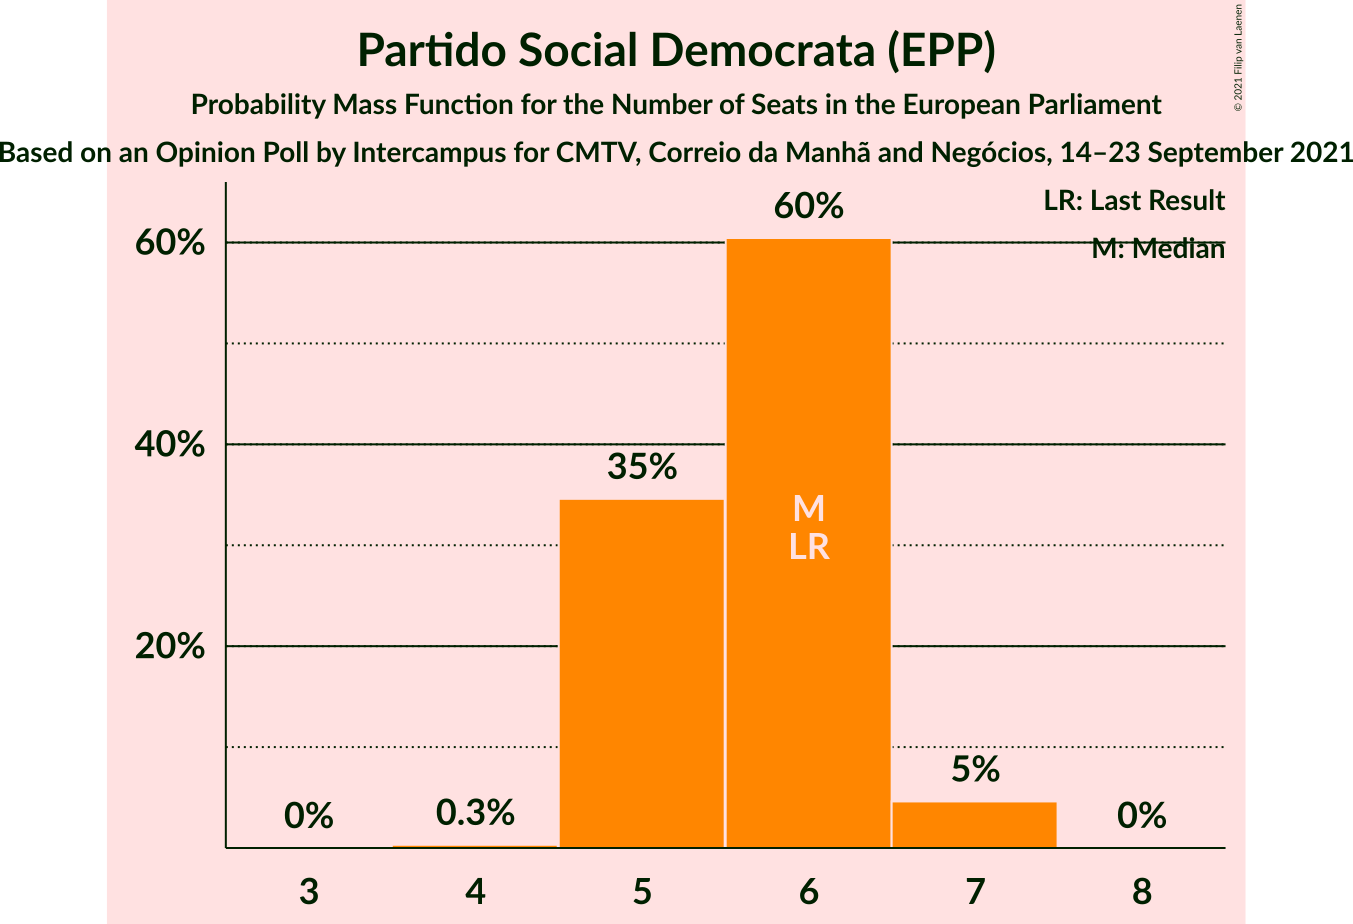 Partido Social Democrata (EPP)
Probability Mass Function for the Number of Seats in the European Parliament
Based on an Opinion Poll by Intercampus for CMTV, Correio da Manhã and Negócios, 14–23 September 2021
© 2021 Filip van Laenen
LR: Last Result
M: Median
60%
40%
20%
0%
0.3%
35%
60%
M
LR
5%
0%
3
4
5
6
7
8